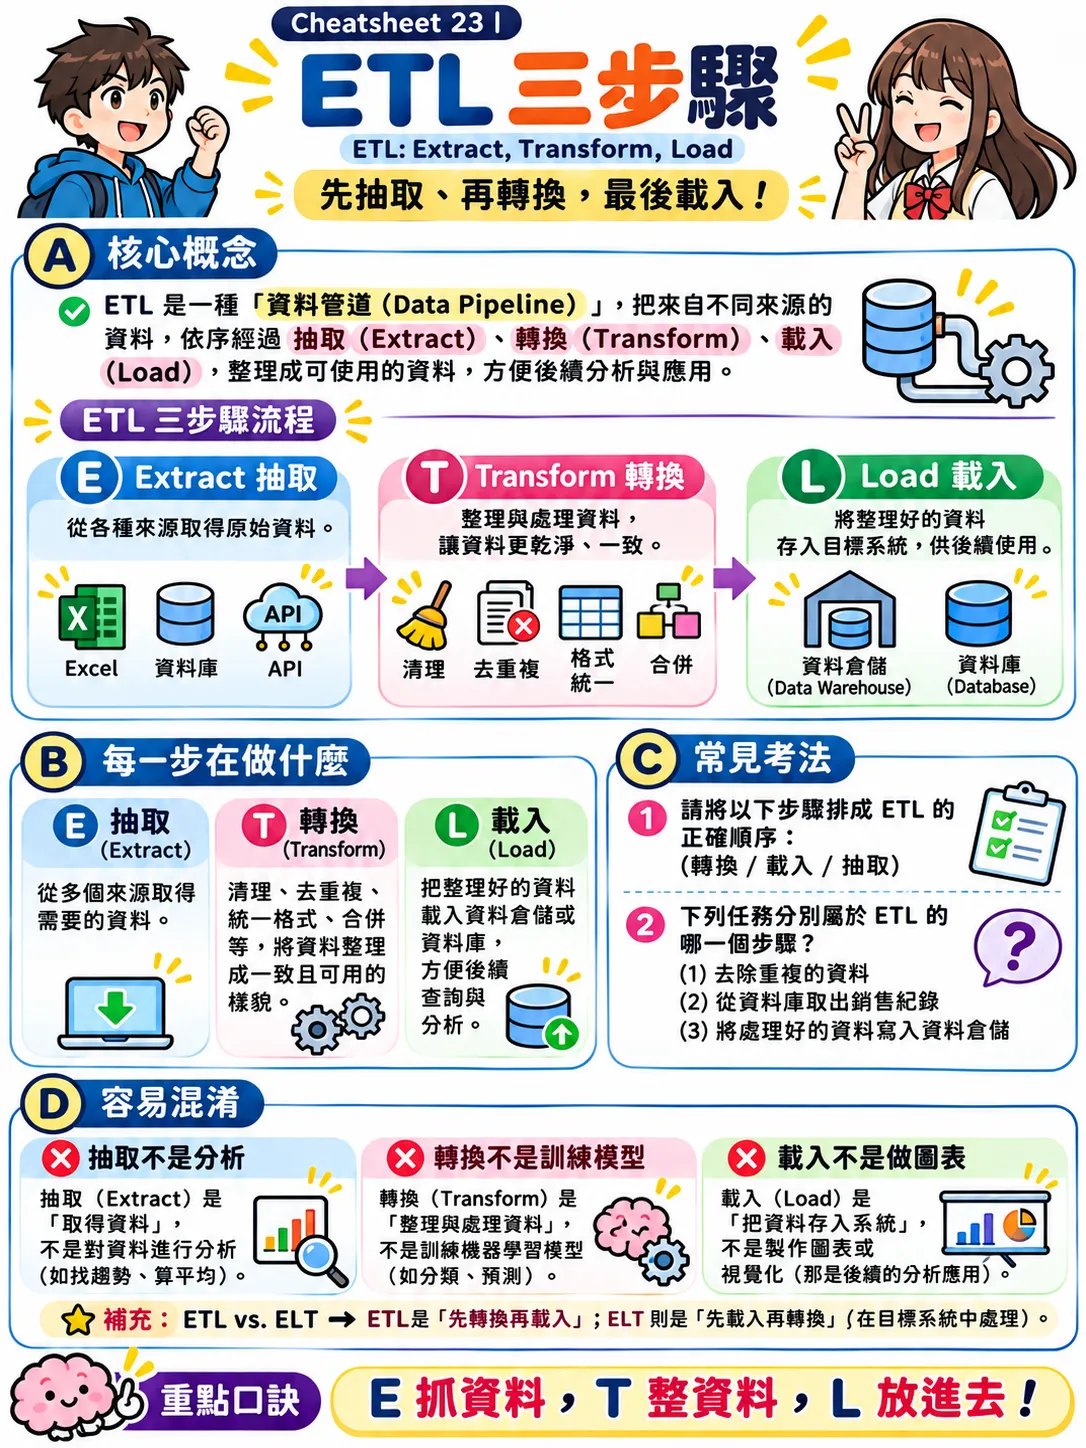 Cheatsheet 23 |
ETL 三步驟
ETL: Extract, Transform, Load
先抽取、再轉換，最後載入！
A 核心概念
ETL 是一種「資料管道（Data Pipeline）」，把來自不同來源的
資料，依序經過 抽取（Extract）、轉換（Transform）、載入
（Load），整理成可使用的資料，方便後續分析與應用。
ETL 三步驟流程
E Extract 抽取
從各種來源取得原始資料。
X
API
Excel
資料庫
API
T Transform 轉換
整理與處理資料，
讓資料更乾淨、一致。
清理
去重複
格式
統一
合併
L Load 載入
將整理好的資料
存入目標系統，供後續使用。
資料倉儲
（Data Warehouse）
資料庫
（Database）
B 每一步在做什麼
E 抽取
（Extract）
從多個來源取得
需要的資料。
T 轉換
（Transform）
清理、去重複、
統一格式、合併
等，將資料整理
成一致且可用的
樣貌。
L 載入
（Load）
把整理好的資料
載入資料倉儲或
資料庫，
方便後續
查詢與
分析。
C 常見考法
1 請將以下步驟排成 ETL 的
正確順序：
(轉換 / 載入 / 抽取)
2 下列任務分別屬於 ETL 的
哪一個步驟？
(1) 去除重複的資料
(2) 從資料庫取出銷售紀錄
(3) 將處理好的資料寫入資料倉儲
?
D 容易混淆
抽取不是分析
抽取（Extract）是
「取得資料」，
不是對資料進行分析
（如找趨勢、算平均）。
轉換不是訓練模型
轉換（Transform）是
「整理與處理資料」，
不是訓練機器學習模型
（如分類、預測）。
載入不是做圖表
載入（Load）是
「把資料存入系統」，
不是製作圖表或
視覺化（那是後續的分析應用）。
補充： ETL vs. ELT → ETL是「先轉換再載入」；ELT 則是「先載入再轉換」（在目標系統中處理）。
重點口訣
E 抓資料，T 整資料，L 放進去！